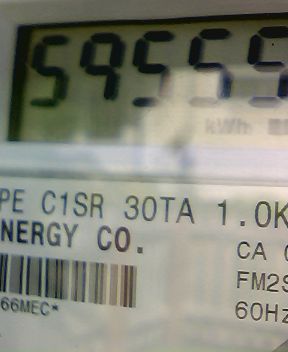 59555
kWh
PE C1SR 30TA 1.0K
NERGY CO.
CA
FM2S
66MEC*
60Hz